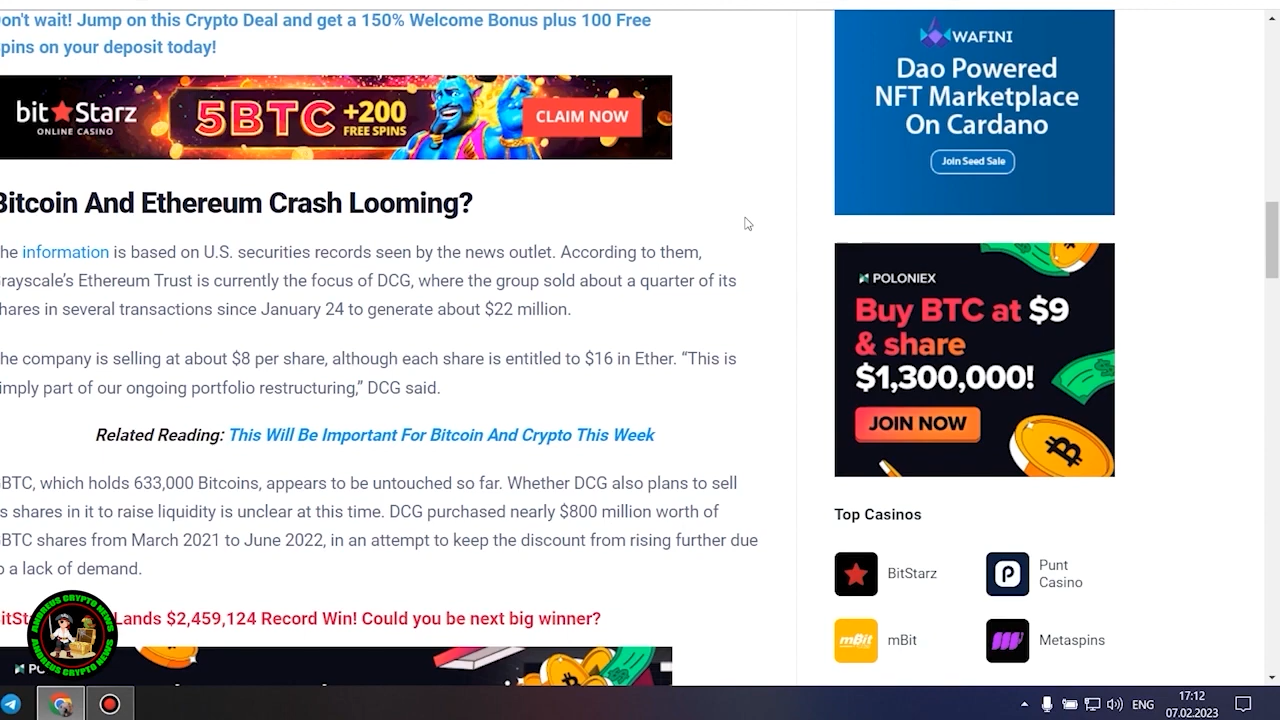 on't wait! Jump on this Crypto Deal and get a 150% Welcome Bonus plus 100 Free
pins on your deposit today!
bit★Starz
ONLINE CASINO
5BTC +200
FREE SPINS
CLAIM NOW
Bitcoin And Ethereum Crash Looming?
he information is based on U.S. securities records seen by the news outlet. According to them,
rayscale's Ethereum Trust is currently the focus of DCG, where the group sold about a quarter of its
hares in several transactions since January 24 to generate about $22 million.
he company is selling at about $8 per share, although each share is entitled to $16 in Ether. “This is
imply part of our ongoing portfolio restructuring,” DCG said.
Related Reading: This Will Be Important For Bitcoin And Crypto This Week
BTC, which holds 633,000 Bitcoins, appears to be untouched so far. Whether DCG also plans to sell
s shares in it to raise liquidity is unclear at this time. DCG purchased nearly $800 million worth of
BTC shares from March 2021 to June 2022, in an attempt to keep the discount from rising further due
o a lack of demand.
itSt Lands $2,459,124 Record Win! Could you be next big winner?
ANDREUS CRYPTO NEWS
ANDREUS CRYPTO NEWS
WAFINI
Dao Powered
NFT Marketplace
On Cardano
Join Seed Sale
POLONIEX
Buy BTC at $9
& share
$1,300,000!
JOIN NOW
Top Casinos
BitStarz
Punt
Casino
mBit
mBit
Metaspins
ENG
17:12
07.02.2023